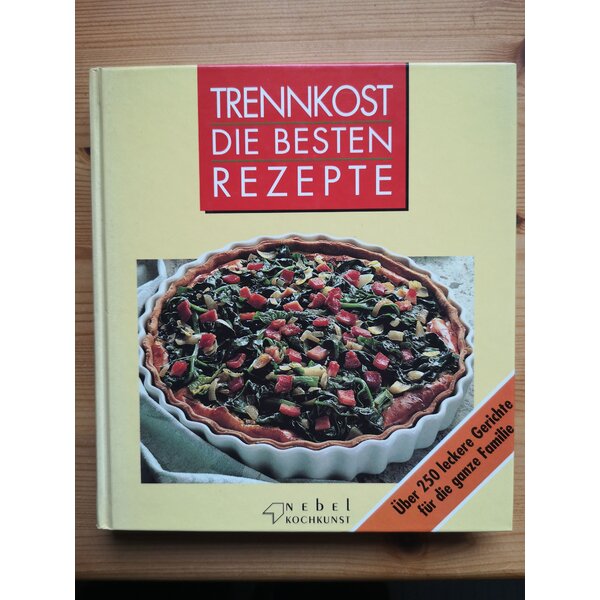 TRENNKOST
DIE BESTEN
REZEPTE
Über 250 leckere Gerichte
für die ganze Familie
Nebel
KOCHKUNST